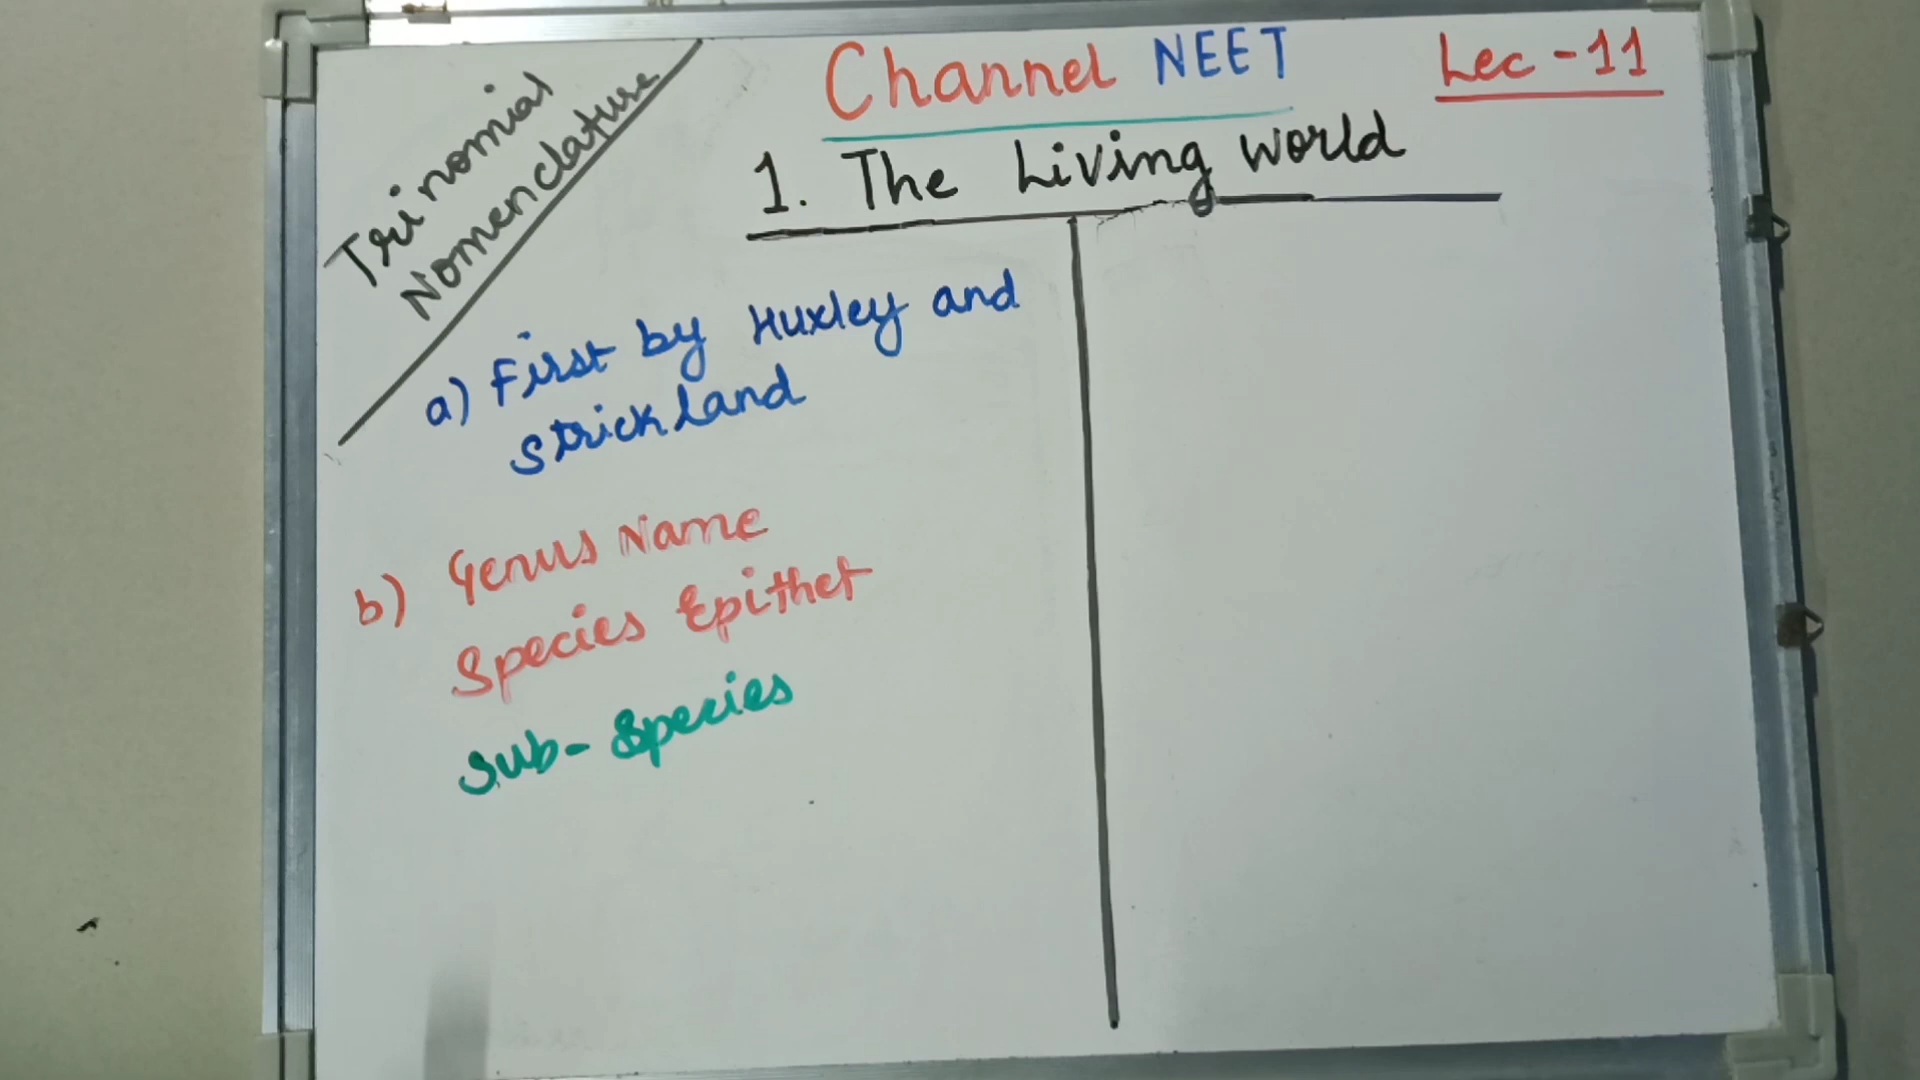 Trinomial
Nomenclature
Channel NEET
Lec - 11
1. The Living world
a) First by Huxley and
strickland
b) Genus Name
Species Epithet
Sub-Species